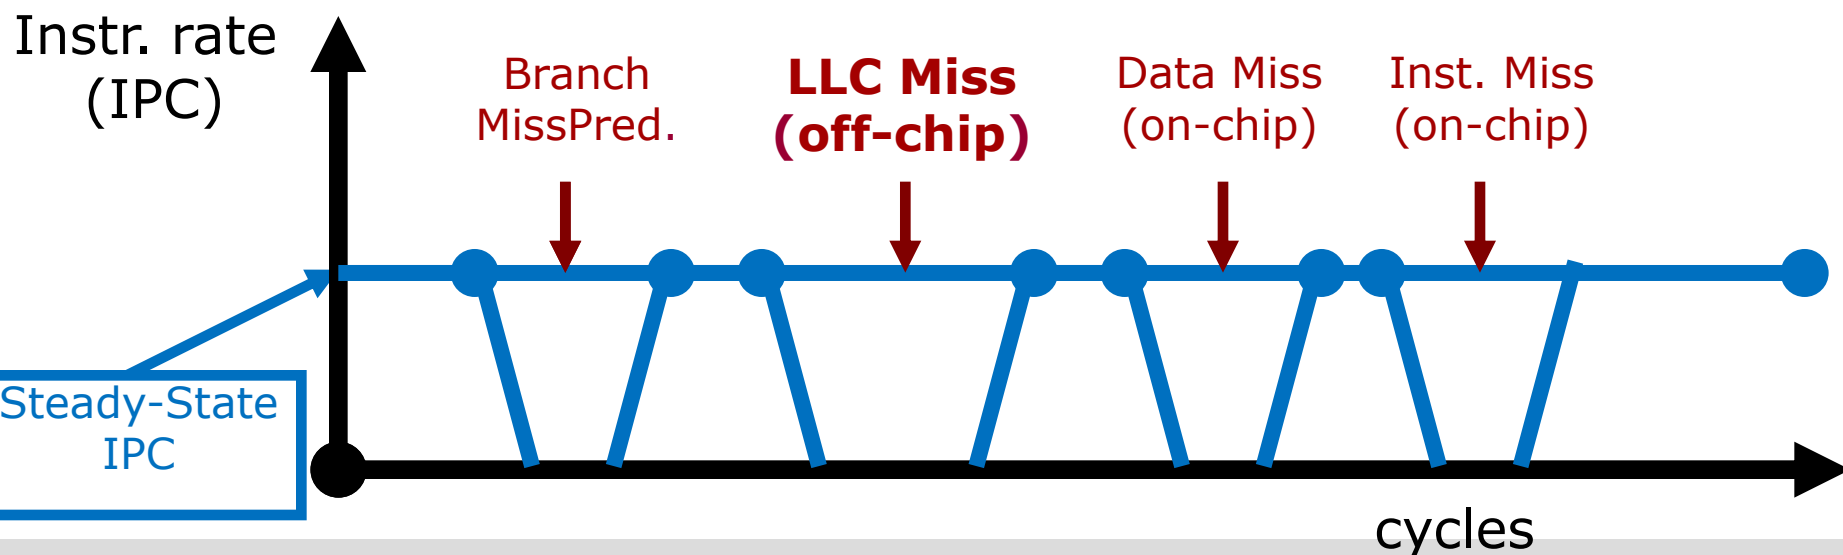 Instr. rate
(IPC)
Branch
MissPred.
LLC Miss
(off-chip)
Data Miss
(on-chip)
Inst. Miss
(on-chip)
Steady-State
IPC
cycles